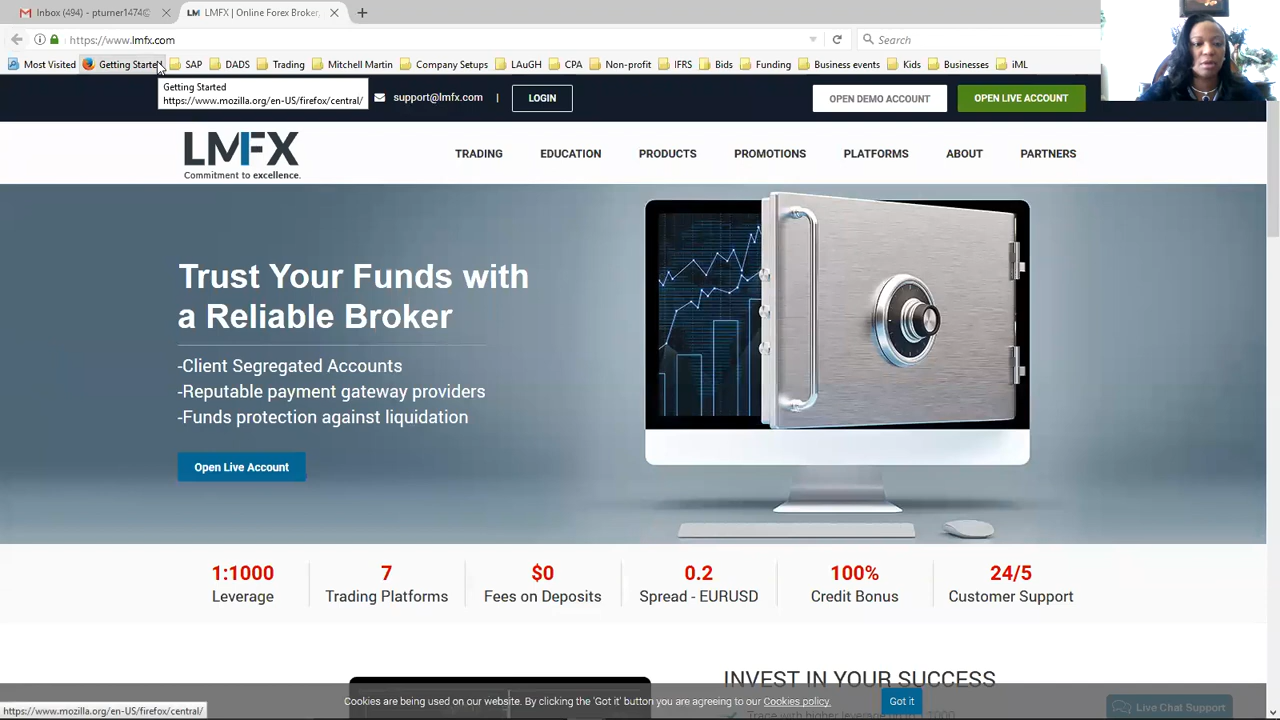 Inbox (494) - pturner1474@
LM LMFX | Online Forex Broker,
https://www.lmfx.com
Search
Most Visited
Getting Started
SAP
DADS
Trading
Mitchell Martin
Company Setups
LAuGH
CPA
Non-profit
IFRS
Bids
Funding
Business events
Kids
Businesses
iML
Getting Started
https://www.mozilla.org/en-US/firefox/central/
support@lmfx.com | LOGIN
OPEN DEMO ACCOUNT
OPEN LIVE ACCOUNT
LMFX
Commitment to excellence.
TRADING
EDUCATION
PRODUCTS
PROMOTIONS
PLATFORMS
ABOUT
PARTNERS
Trust Your Funds with
a Reliable Broker
-Client Segregated Accounts
-Reputable payment gateway providers
-Funds protection against liquidation
Open Live Account
1:1000
Leverage
7
Trading Platforms
$0
Fees on Deposits
0.2
Spread - EURUSD
100%
Credit Bonus
24/5
Customer Support
INVEST IN YOUR SUCCESS
Cookies are being used on our website. By clicking the 'Got it' button you are agreeing to our Cookies policy.
Got it
Live Chat Support
https://www.mozilla.org/en-US/firefox/central/